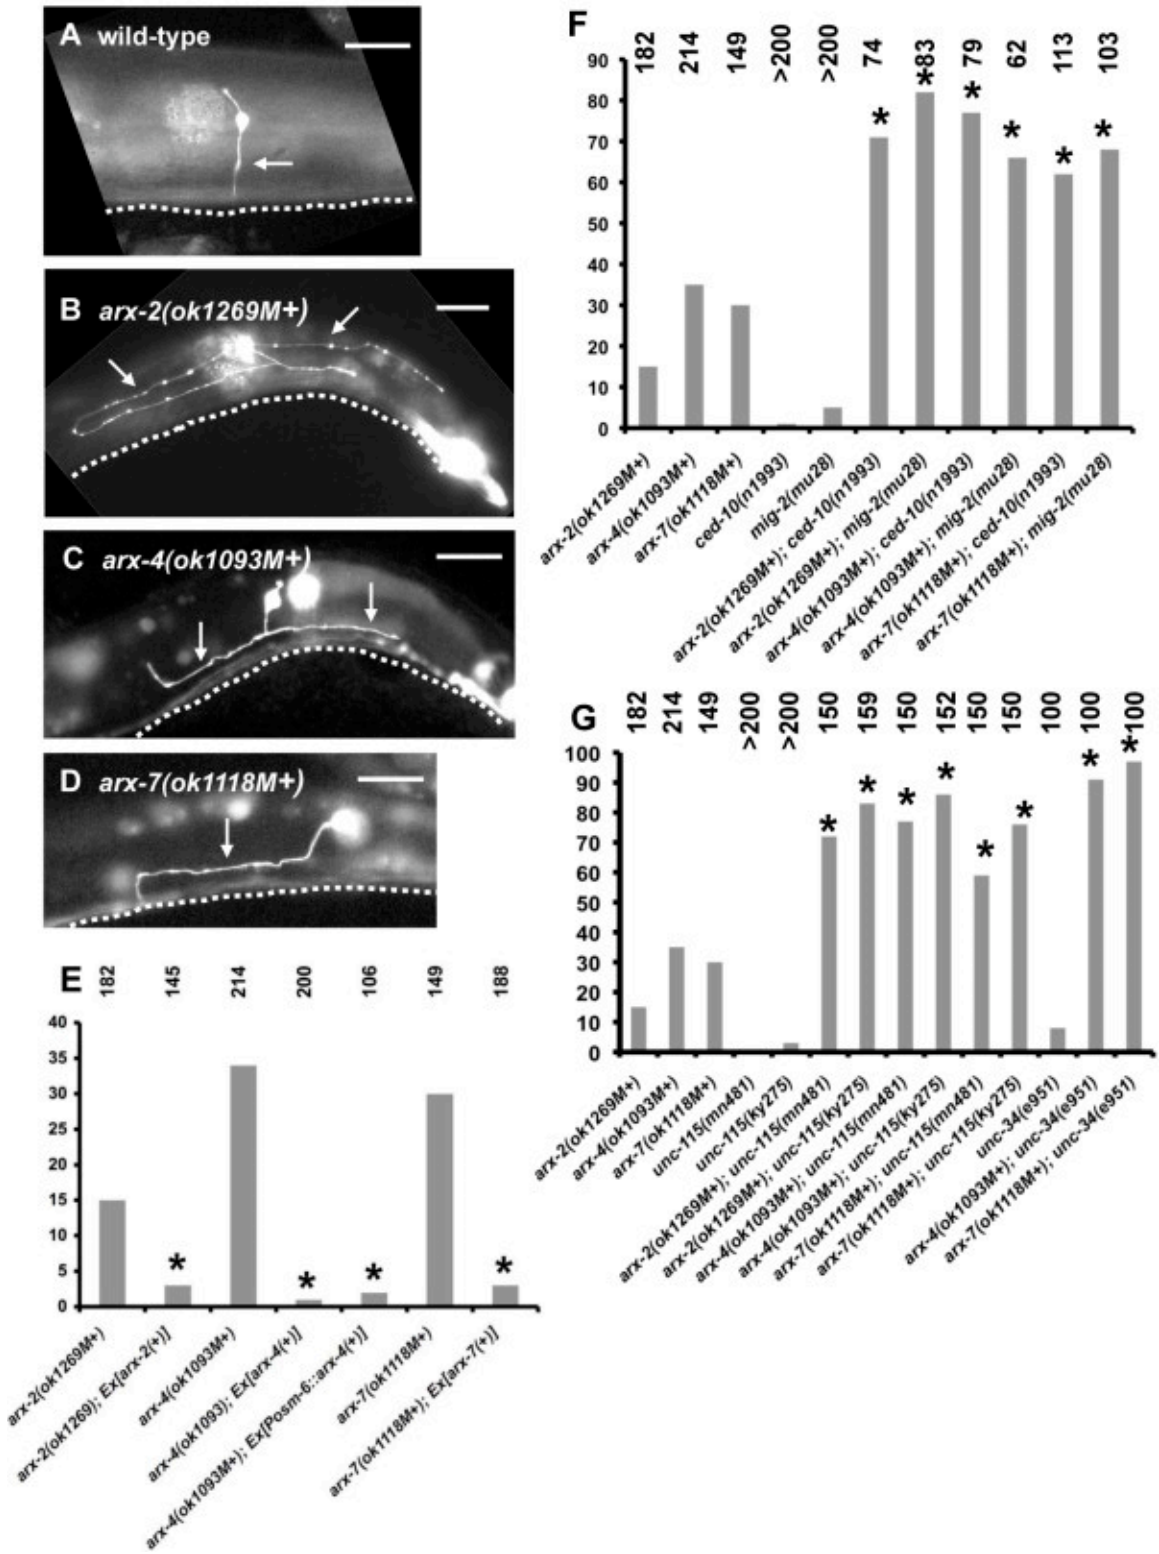 A wild-type
B arx-2(ok1269M+)
C arx-4(ok1093M+)
D arx-7(ok1118M+)
E
182
145
214
200
106
149
188
40
35
30
25
20
15
10
5
0
arx-2(ok1269M+)
arx-2(ok1269); Ex[arx-2(+)]
arx-4(ok1093M+)
arx-4(ok1093); Ex[arx-4(+)]
arx-4(ok1093M+); Ex[Posm-6::arx-4(+)]
arx-7(ok1118M+)
arx-7(ok1118M+); Ex[arx-7(+)]
* * * *
F
182
214
149
>200
>200
74
83
79
62
113
103
90
80
70
60
50
40
30
20
10
0
* * * * * *
arx-2(ok1269M+)
arx-4(ok1093M+)
arx-7(ok1118M+)
ced-10(n1993)
mig-2(mu28)
arx-2(ok1269M+); ced-10(n1993)
arx-2(ok1269M+); mig-2(mu28)
arx-4(ok1093M+); ced-10(n1993)
arx-4(ok1093M+); mig-2(mu28)
arx-7(ok1118M+); ced-10(n1993)
arx-7(ok1118M+); mig-2(mu28)
G
182
214
149
>200
>200
150
159
150
152
150
150
100
100
100
100
90
80
70
60
50
40
30
20
10
0
* * * * * * * *
arx-2(ok1269M+)
arx-4(ok1093M+)
arx-7(ok1118M+)
unc-115(mn481)
unc-115(ky275)
arx-2(ok1269M+); unc-115(mn481)
arx-2(ok1269M+); unc-115(ky275)
arx-4(ok1093M+); unc-115(mn481)
arx-4(ok1093M+); unc-115(ky275)
arx-7(ok1118M+); unc-115(mn481)
arx-7(ok1118M+); unc-115(ky275)
unc-34(e951)
arx-4(ok1093M+); unc-34(e951)
arx-7(ok1118M+); unc-34(e951)